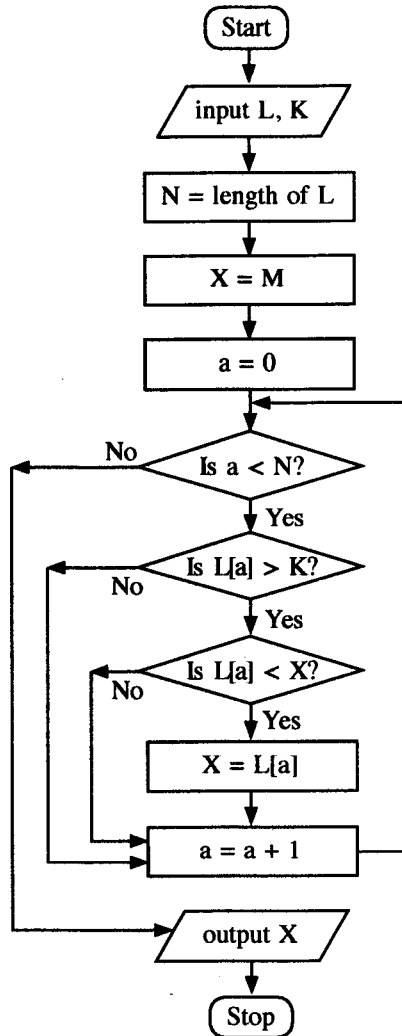 Start
input L, K
N = length of L
X = M
a = 0
No
Is a < N?
Yes
Is L[a] > K?
No
Yes
Is L[a] < X?
No
Yes
X = L[a]
a = a + 1
output X
Stop